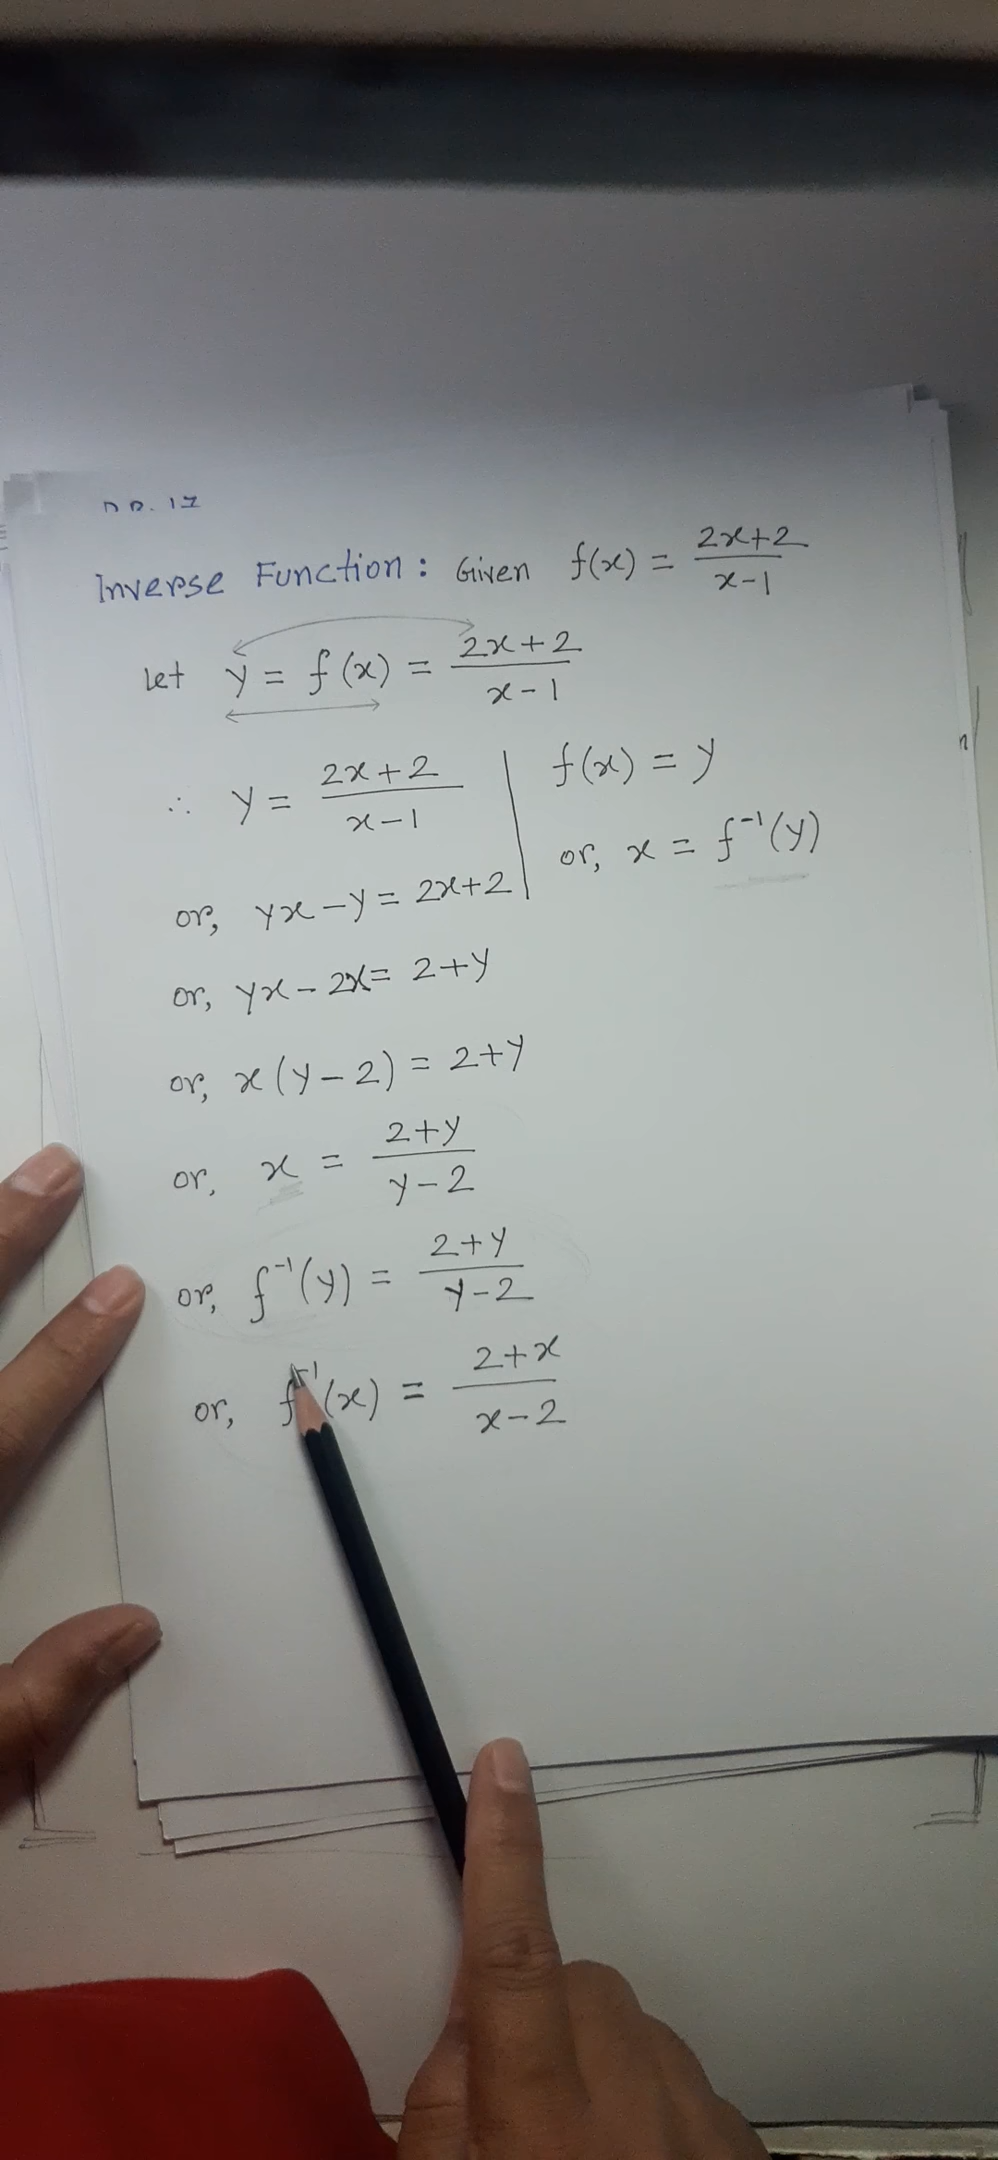 Inverse Function: Given f(x) = (2x+2)/(x-1)
Let y = f(x) = (2x+2)/(x-1)
∴ y = (2x+2)/(x-1)
or, yx-y = 2x+2
f(x) = y
or, x = f⁻¹(y)
or, yx-2x = 2+y
or, x(y-2) = 2+y
or, x = (2+y)/(y-2)
or, f⁻¹(y) = (2+y)/(y-2)
or, f⁻¹(x) = (2+x)/(x-2)